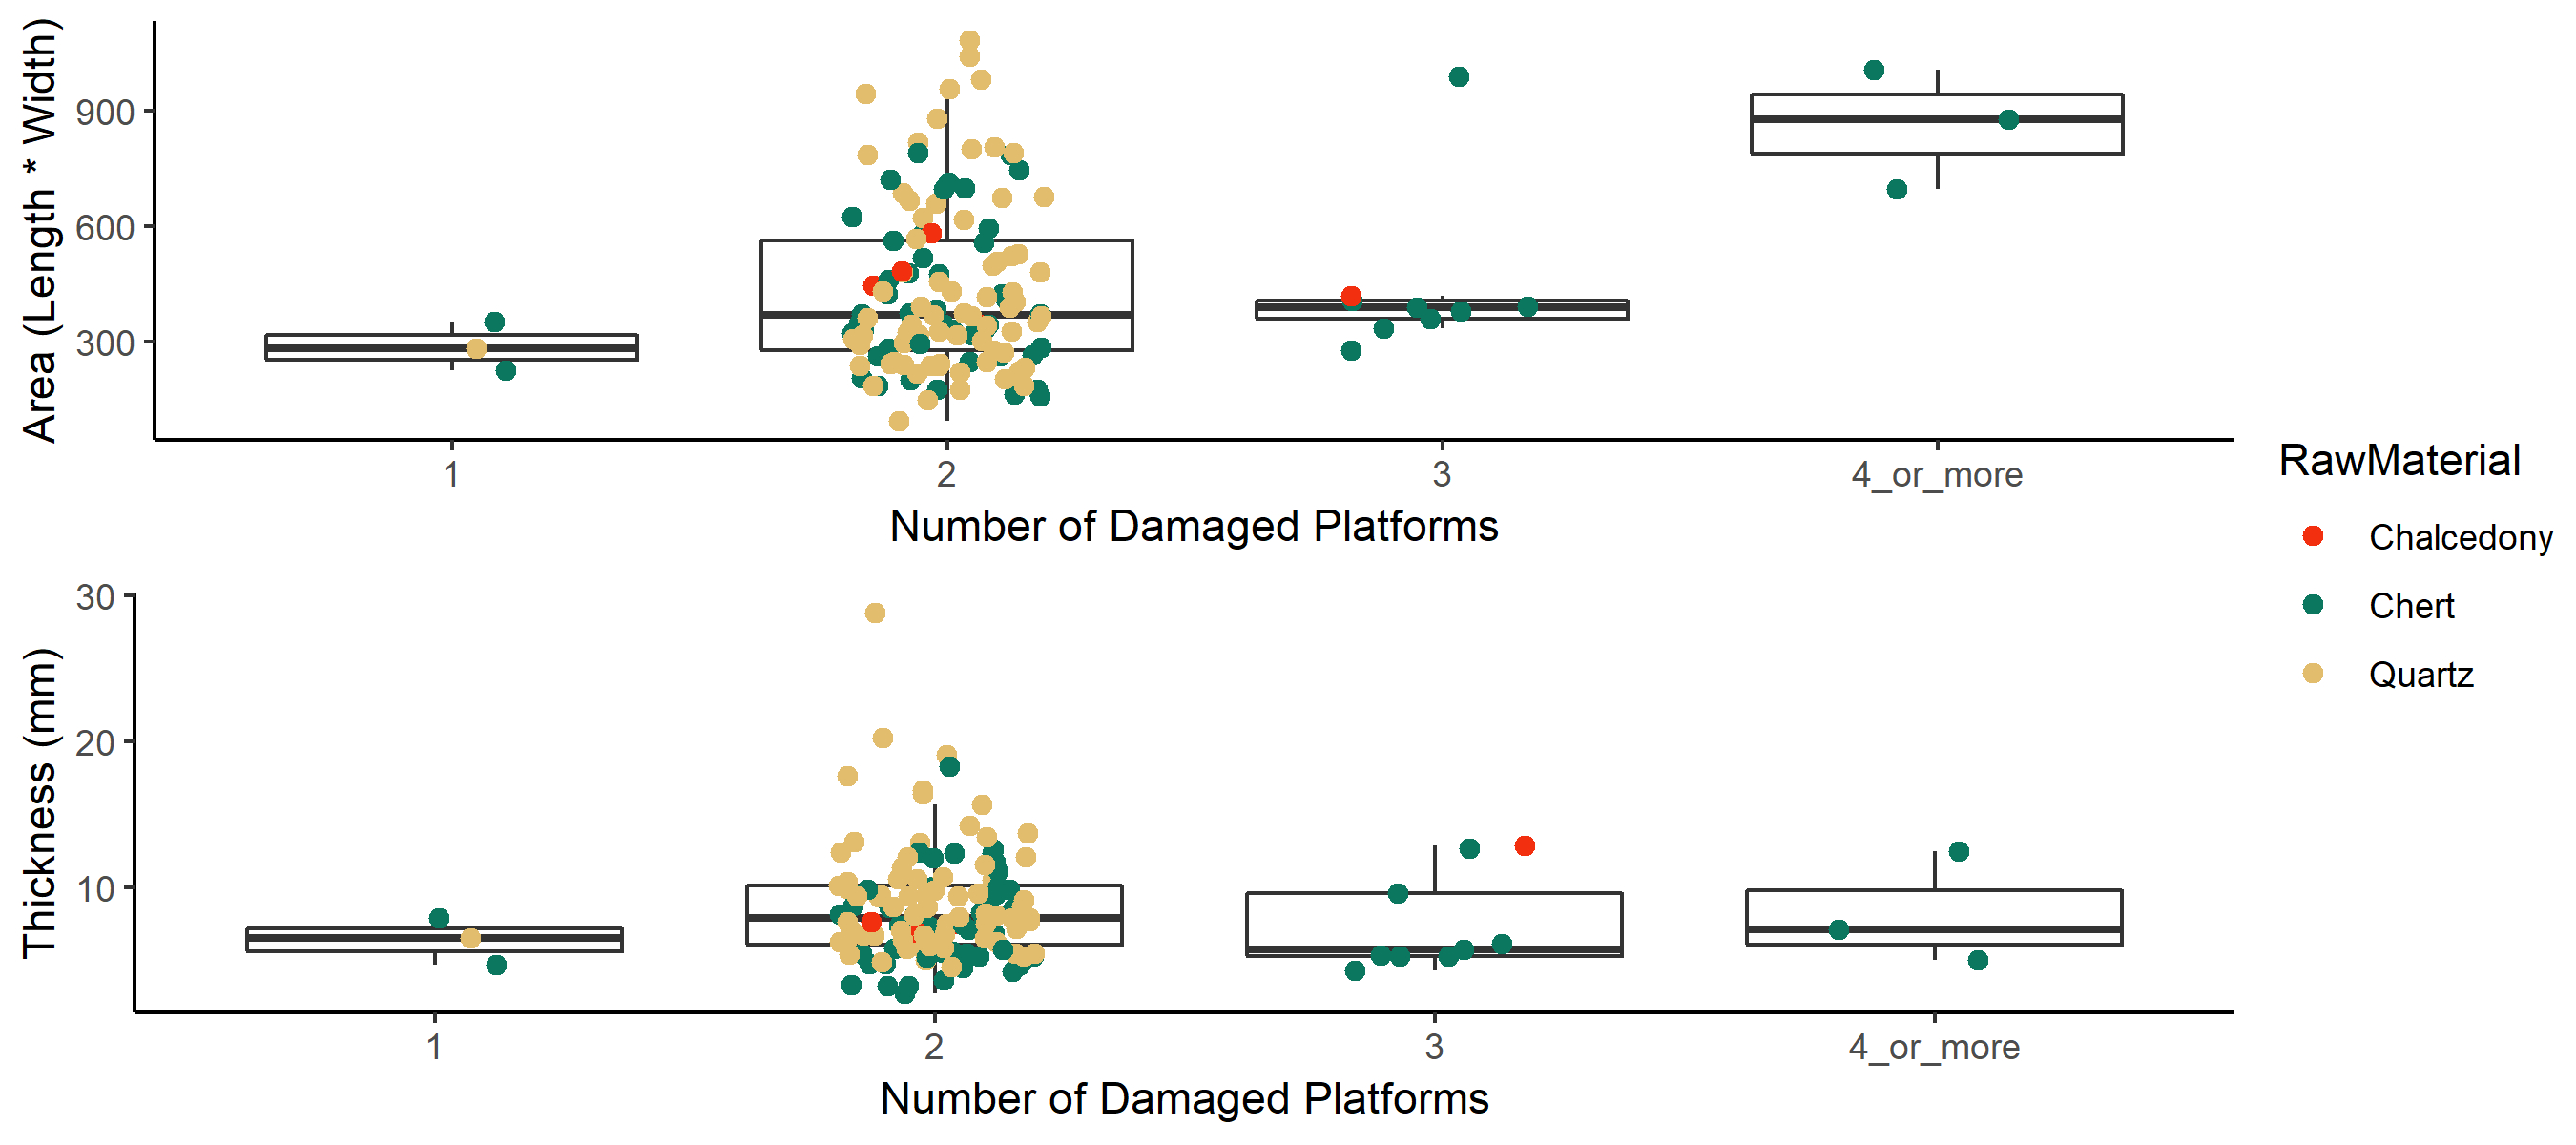 Area (Length * Width)
900
600
300
1
2
3
4_or_more
Number of Damaged Platforms
Thickness (mm)
30
20
10
1
2
3
4_or_more
Number of Damaged Platforms
RawMaterial
Chalcedony
Chert
Quartz